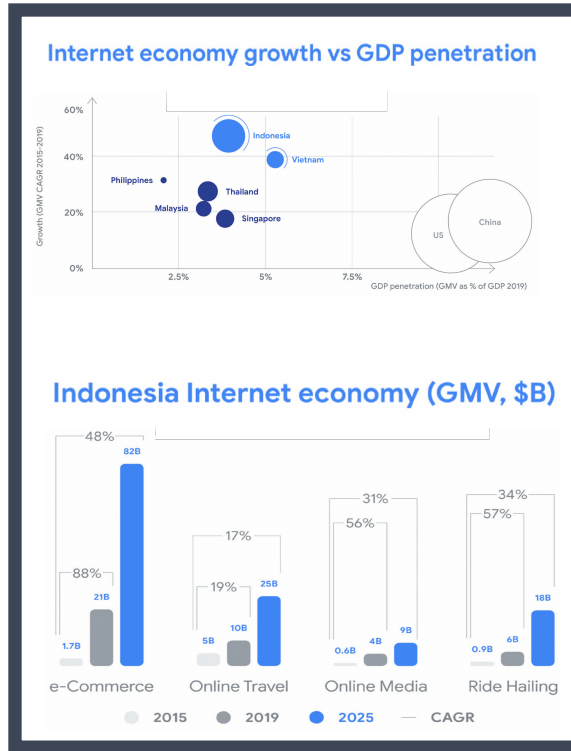 Internet economy growth vs GDP penetration
60%
Indonesia
40%
Vietnam
Philippines
Thailand
Malaysia
20%
Singapore
China
US
0%
2.5%
5%
7.5%
Growth (GMV CAGR 2015-2019)
GDP penetration (GMV as % of GDP 2019)
Indonesia Internet economy (GMV, $B)
48%
82B
88%
21B
1.7B
e-Commerce
17%
25B
19%
10B
5B
Online Travel
31%
56%
9B
4B
0.6B
Online Media
34%
57%
18B
6B
0.9B
Ride Hailing
2015
2019
2025
CAGR